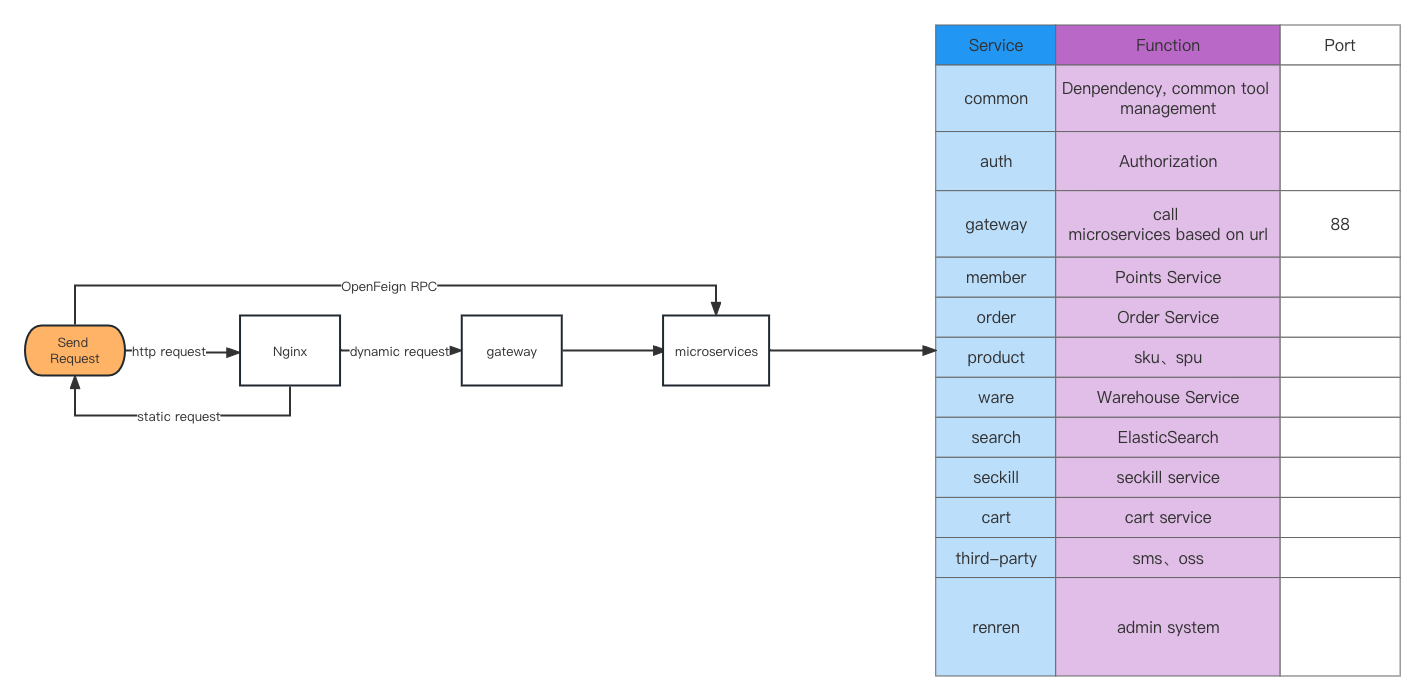 OpenFeign RPC
Send
Request
http request
Nginx
dynamic request
gateway
microservices
static request
Service Function Port
common Denpendency, common tool
management
auth Authorization
gateway call
microservices based on url 88
member Points Service
order Order Service
product sku、spu
ware Warehouse Service
search ElasticSearch
seckill seckill service
cart cart service
third-party sms、oss
renren admin system